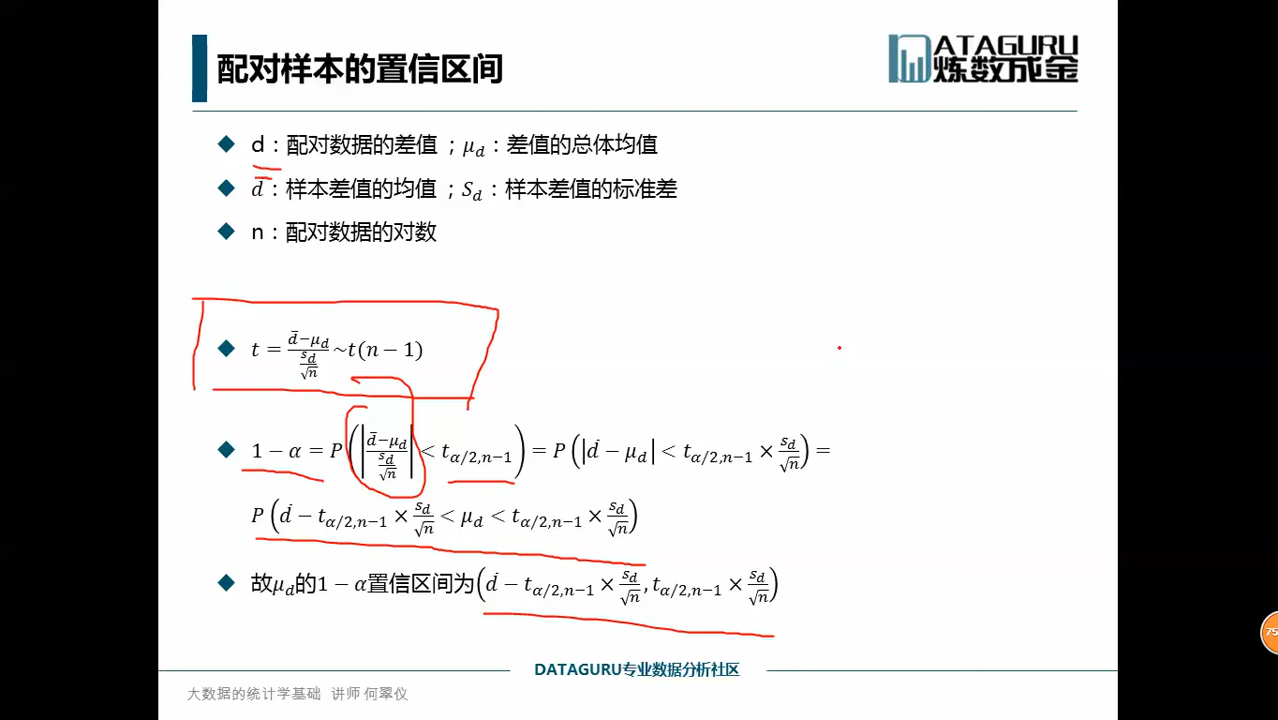 配对样本的置信区间
DATAGURU
炼数成金
◆ d：配对数据的差值；μ_d：差值的总体均值
◆ d̄：样本差值的均值；S_d：样本差值的标准差
◆ n：配对数据的对数
◆ t = (d̄−μ_d)/(s_d/√n) ~t(n − 1)
◆ 1 − α = P(|(d̄−μ_d)/(s_d/√n)| < t_{α/2,n−1}) = P(|ḋ − μ_d| < t_{α/2,n−1} × s_d/√n) =
P(ḋ − t_{α/2,n−1} × s_d/√n < μ_d < t_{α/2,n−1} × s_d/√n)
◆ 故μ_d的1 − α置信区间为(ḋ − t_{α/2,n−1} × s_d/√n, t_{α/2,n−1} × s_d/√n)
75
DATAGURU专业数据分析社区
大数据的统计学基础 讲师 何翠仪